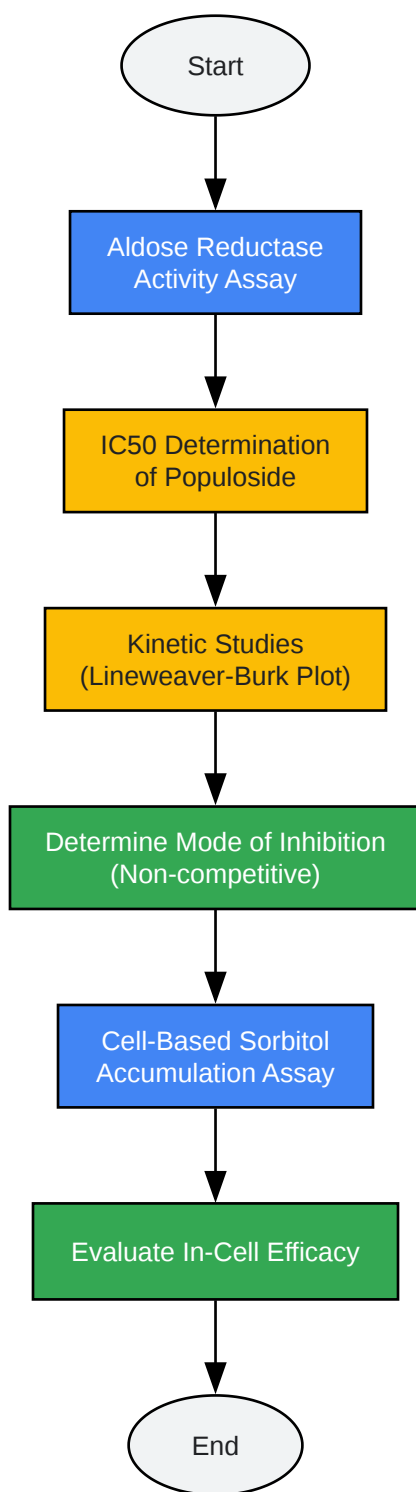 Start
Aldose Reductase
Activity Assay
IC50 Determination
of Populoside
Kinetic Studies
(Lineweaver-Burk Plot)
Determine Mode of Inhibition
(Non-competitive)
Cell-Based Sorbitol
Accumulation Assay
Evaluate In-Cell Efficacy
End